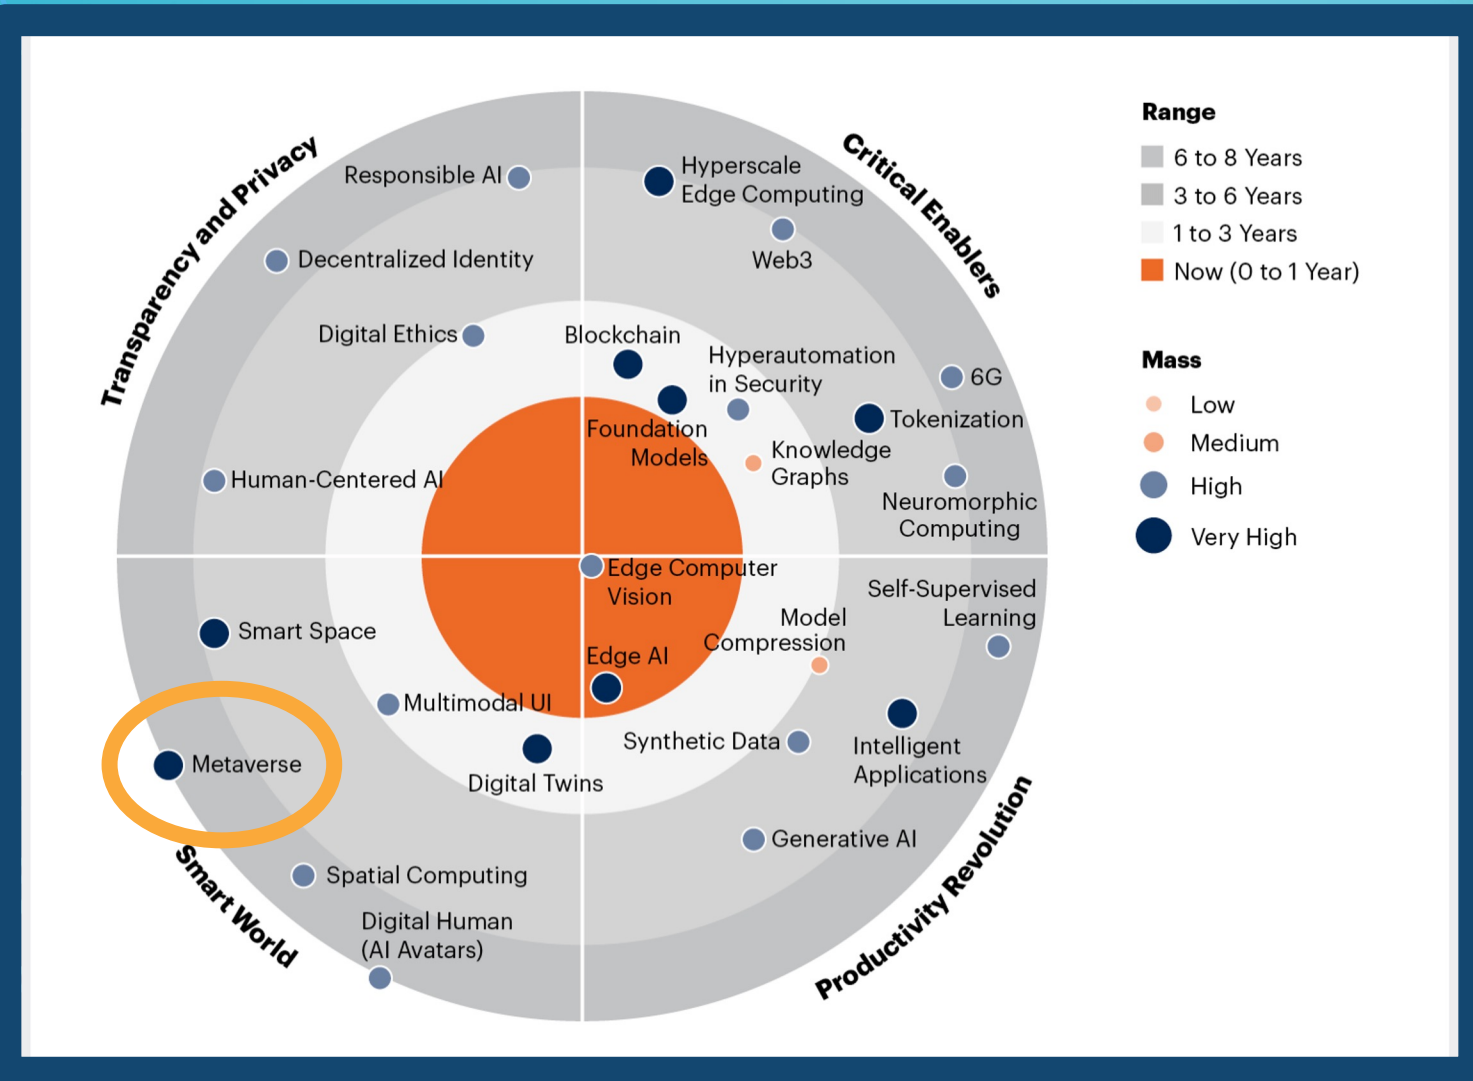 Transparency and Privacy
Critical Enablers
Responsible AI
Hyperscale
Edge Computing
Web3
Decentralized Identity
Digital Ethics
Blockchain
Hyperautomation
in Security
6G
Tokenization
Foundation
Models
Knowledge
Graphs
Human-Centered AI
Neuromorphic
Computing
Edge Computer
Vision
Self-Supervised
Learning
Model
Compression
Smart Space
Edge AI
Multimodal UI
Metaverse
Digital Twins
Synthetic Data
Intelligent
Applications
Generative AI
Spatial Computing
Digital Human
(AI Avatars)
Smart World
Productivity Revolution
Range
6 to 8 Years
3 to 6 Years
1 to 3 Years
Now (0 to 1 Year)
Mass
Low
Medium
High
Very High